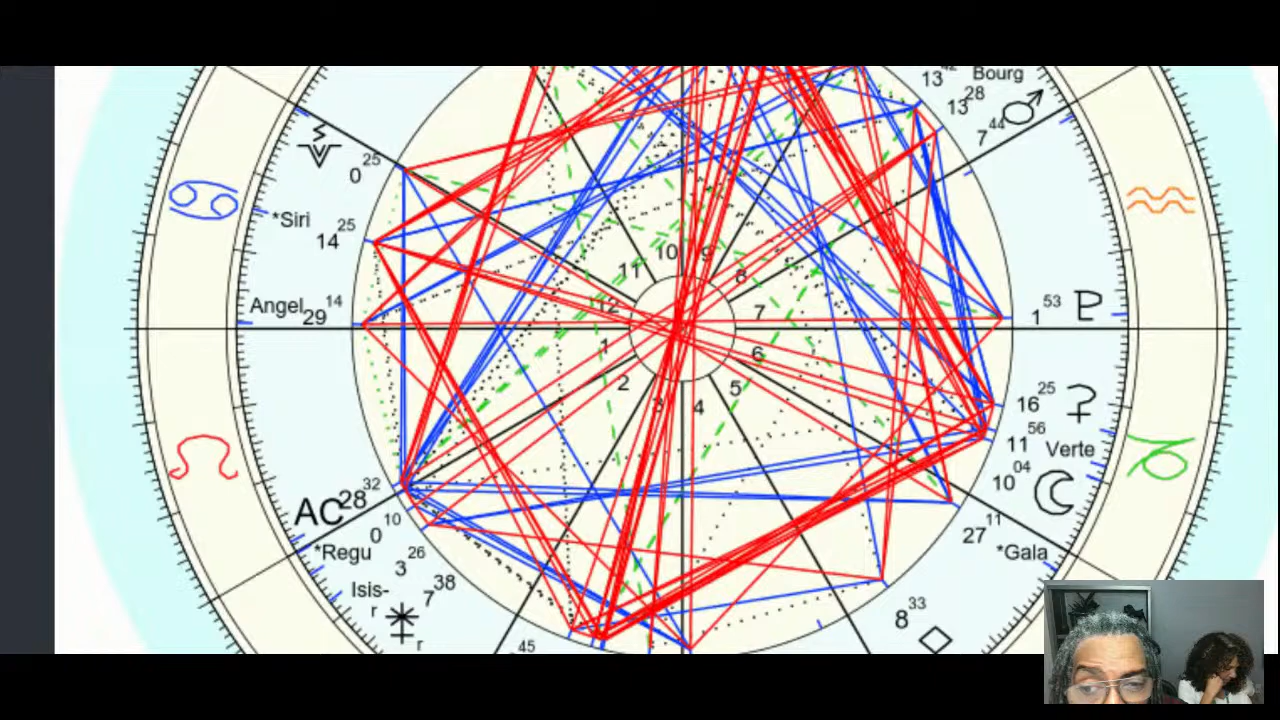 13 42
Bourg
13 28
7 44
0 25
*Siri
14 25
Angel 29 14
10 9
11 8
12 7
1 6
2 5
3 4
1 53
16 25
11 56
Verte
10 04
27 11
*Gala
AC 28 32
0 10
*Regu
3 26
Isis-
r
7 38
r
8 33
45